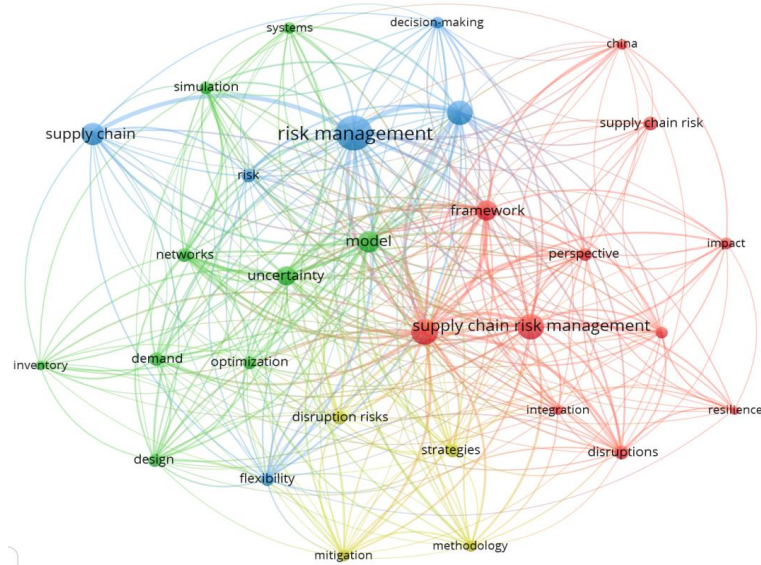 systems
decision-making
china
simulation
supply chain
risk management
supply chain risk
risk
framework
model
networks
perspective
impact
uncertainty
supply chain risk management
inventory
demand
optimization
disruption risks
integration
resilience
design
strategies
disruptions
flexibility
mitigation
methodology